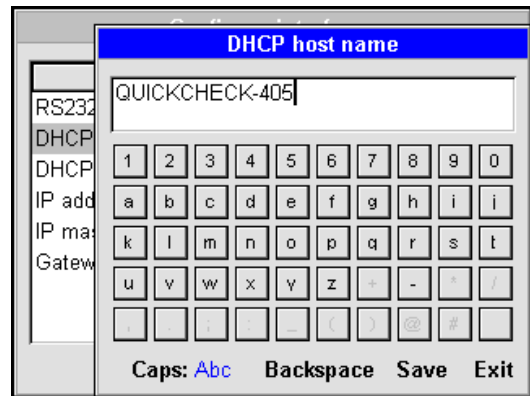 DHCP host name
QUICKCHECK-405
RS232
DHCP
DHCP
IP add
IP mas
Gatew
1 2 3 4 5 6 7 8 9 0
a b c d e f g h i j
k l m n o p q r s t
u v w x y z + - * /
, . ; : _ ( ) @ #
Caps: Abc Backspace Save Exit